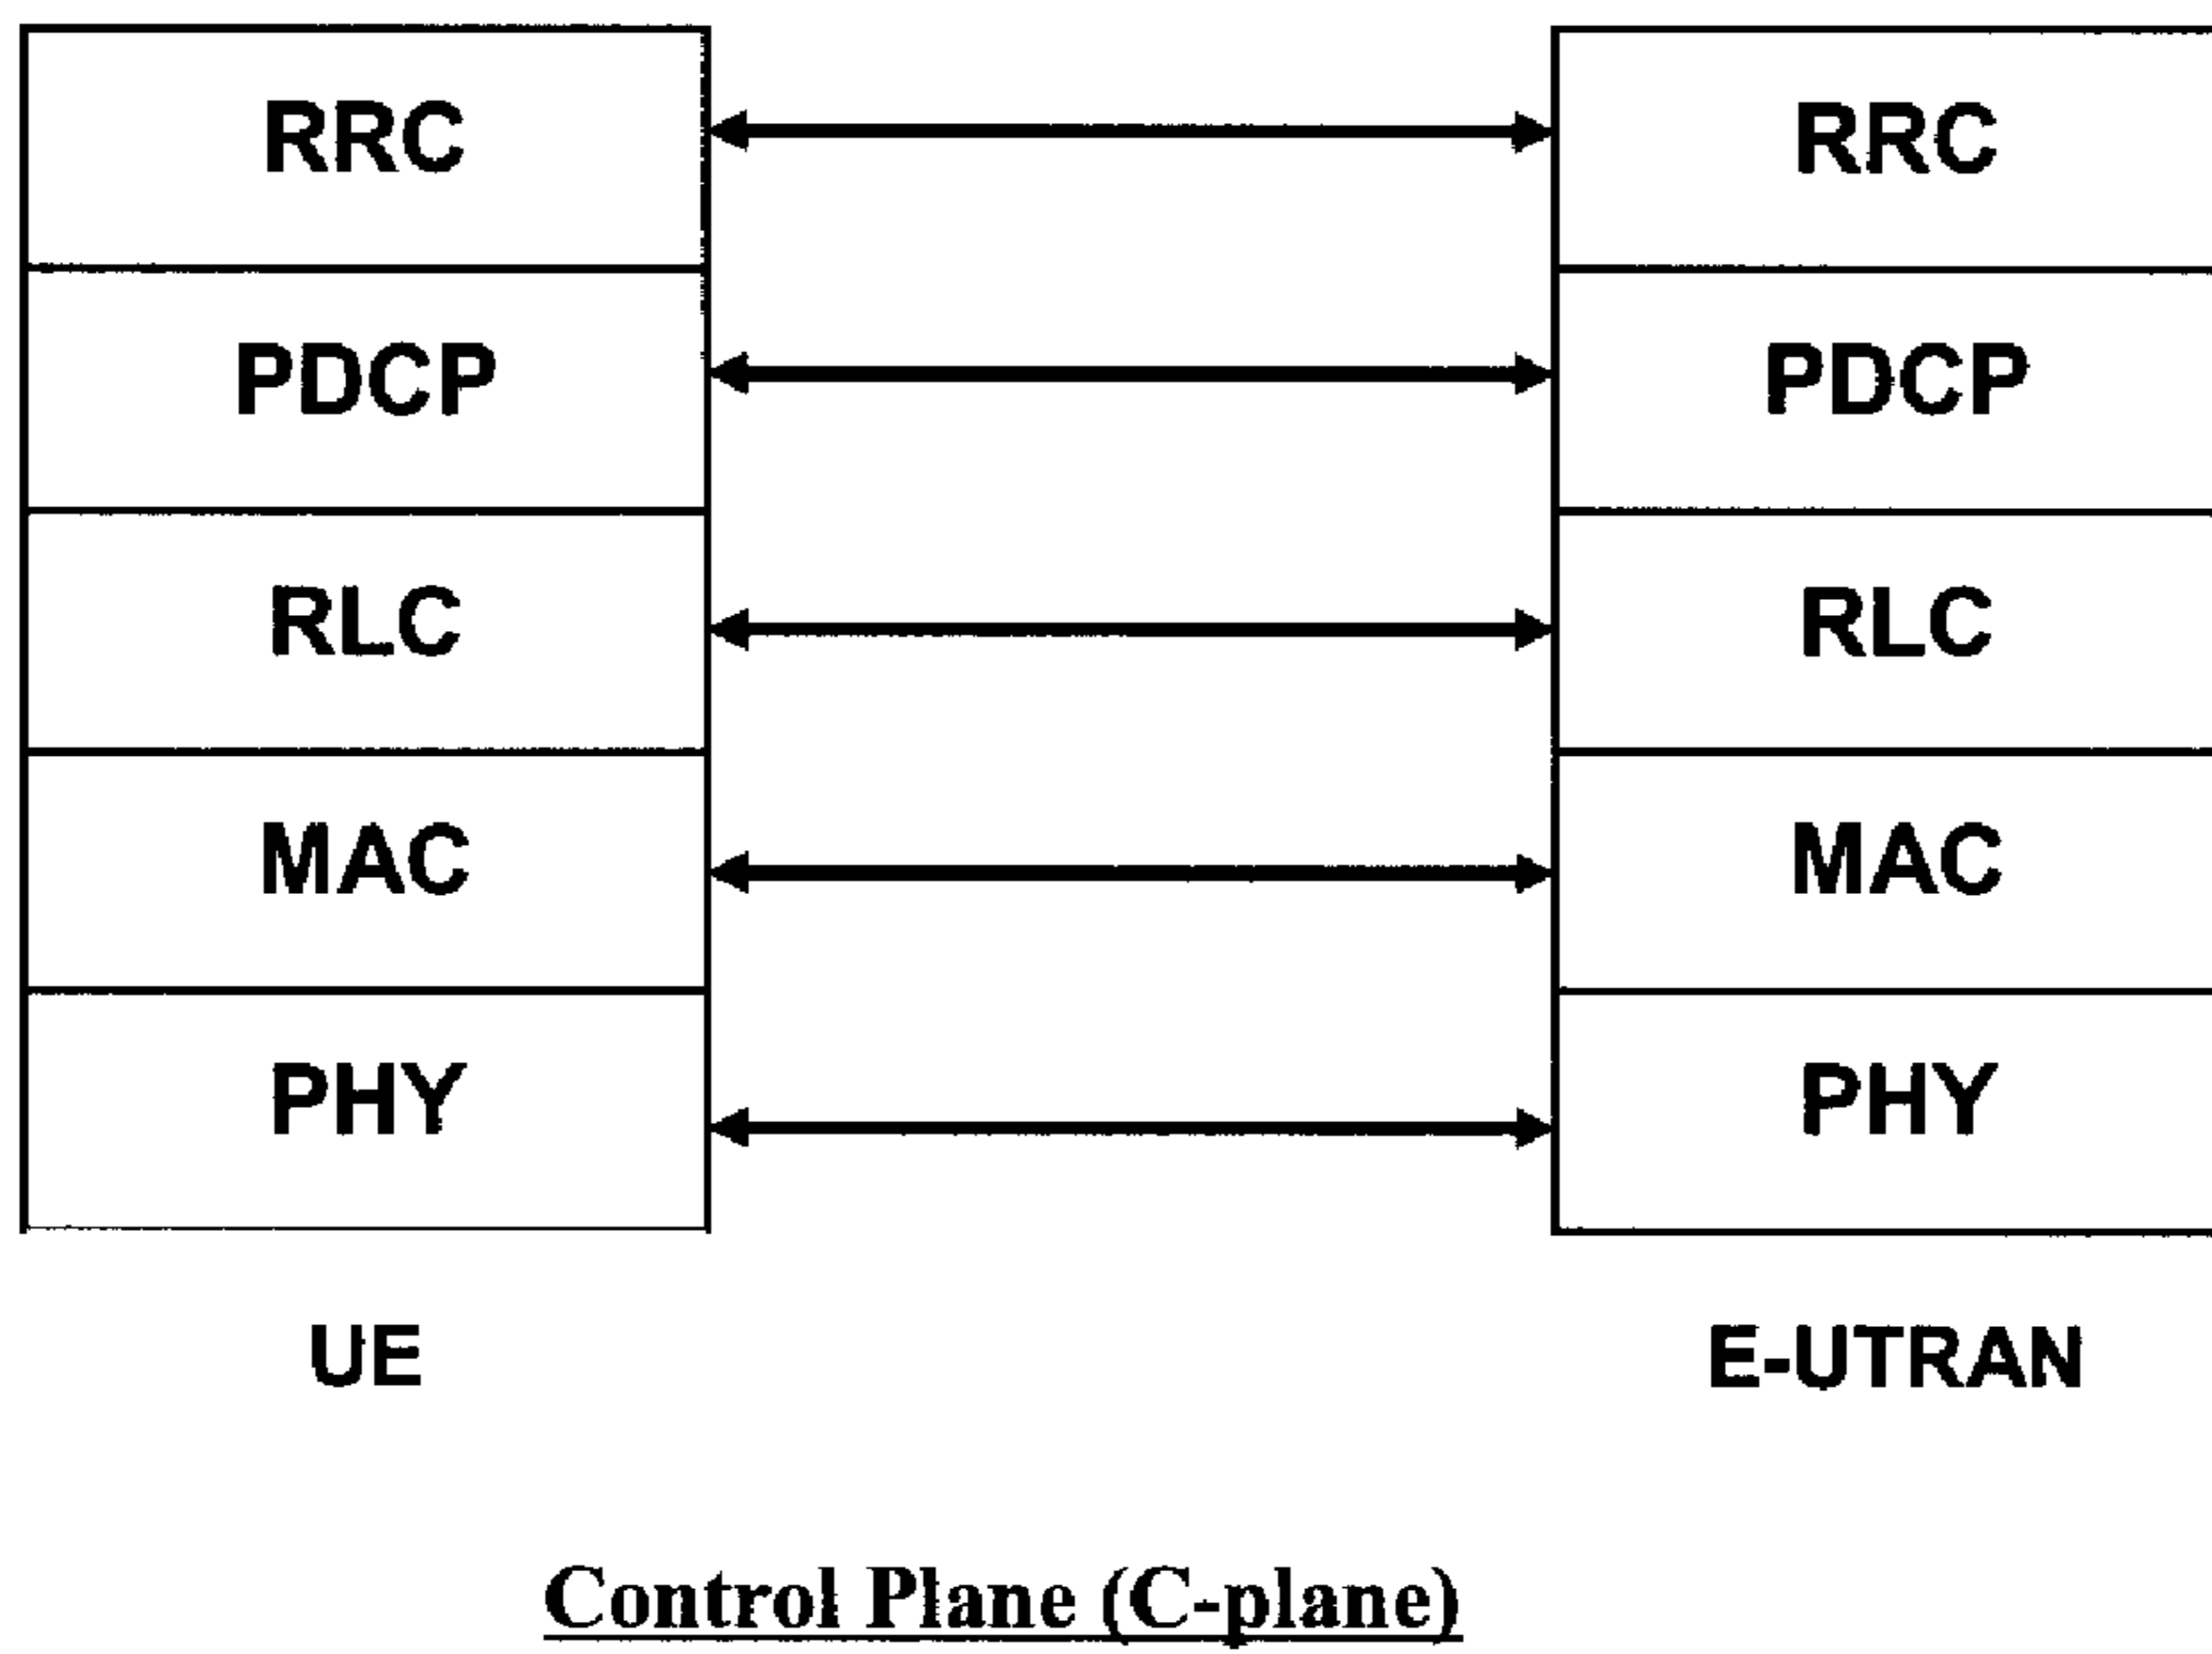 RRC RRC
PDCP PDCP
RLC RLC
MAC MAC
PHY PHY
UE E-UTRAN
Control Plane (C-plane)